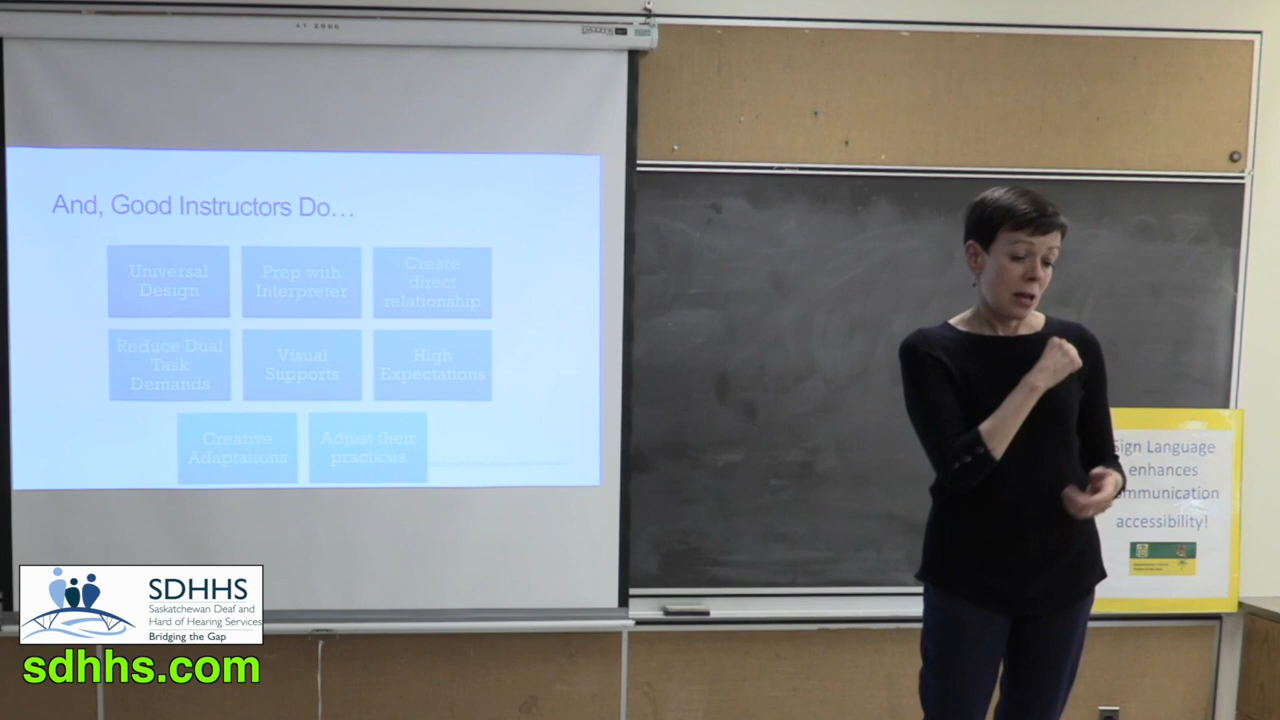 And, Good Instructors Do...
Universal
Design
Prep with
Interpreter
Create
direct
relationship
Reduce Dual
Task
Demands
Visual
Supports
High
Expectations
Creative
Adaptations
Adjust their
practices
Sign Language
enhances
ommunication
accessibility!
SDHHS
Saskatchewan Deaf and
Hard of Hearing Services
Bridging the Gap
sdhhs.com